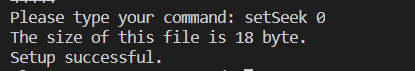 Please type your command: setSeek 0
The size of this file is 18 byte.
Setup successful.